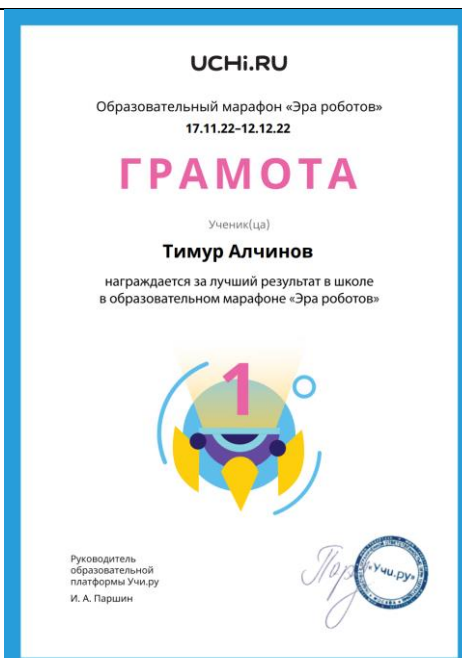 UCHi.RU
Образовательный марафон «Эра роботов»
17.11.22–12.12.22
ГРАМОТА
Ученик(ца)
Тимур Алчинов
награждается за лучший результат в школе
в образовательном марафоне «Эра роботов»
1
Руководитель
образовательной
платформы Учи.ру
И. А. Паршин
«Учи.ру»